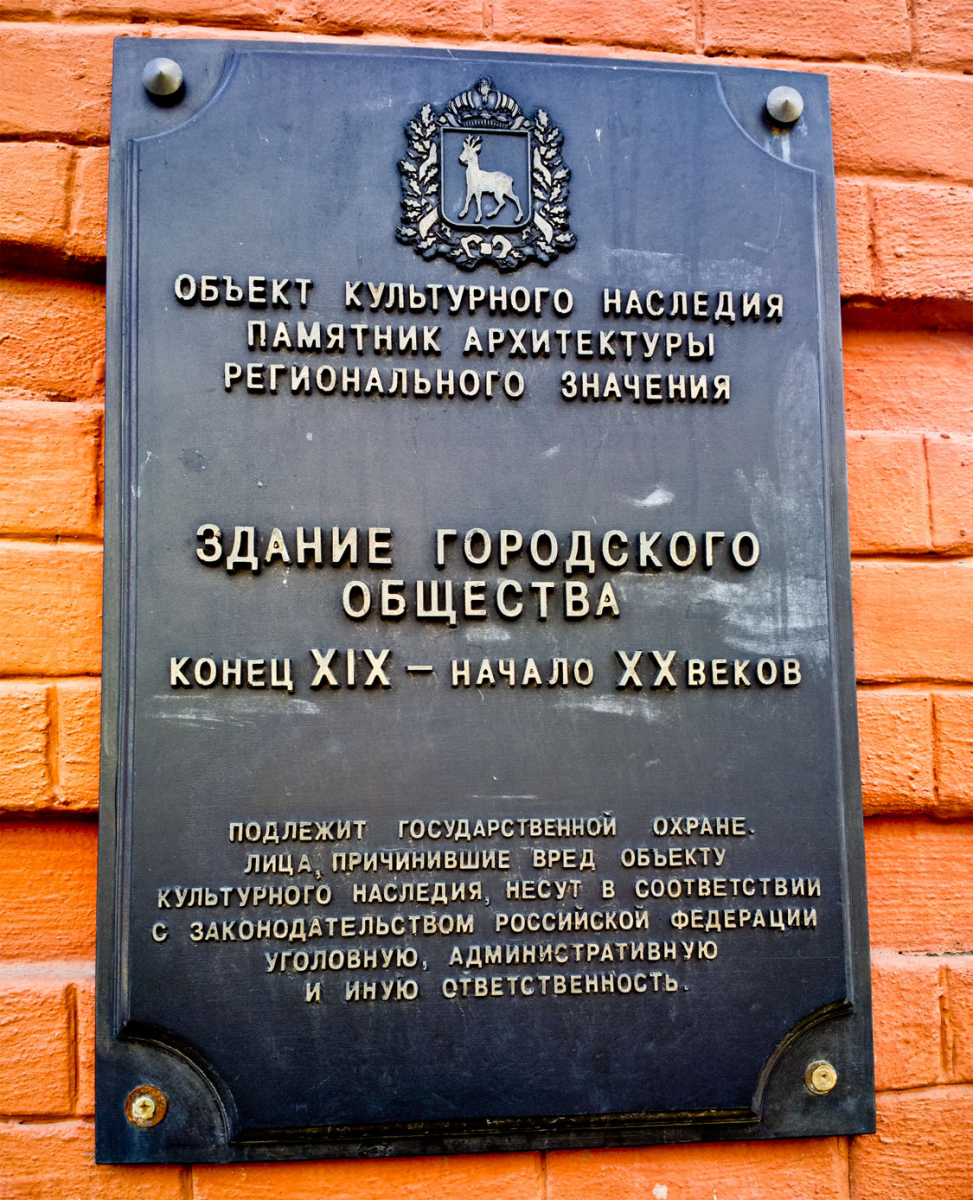 ОБЪЕКТ КУЛЬТУРНОГО НАСЛЕДИЯ
ПАМЯТНИК АРХИТЕКТУРЫ
РЕГИОНАЛЬНОГО ЗНАЧЕНИЯ
ЗДАНИЕ ГОРОДСКОГО
ОБЩЕСТВА
КОНЕЦ XIX – НАЧАЛО XX ВЕКОВ
ПОДЛЕЖИТ ГОСУДАРСТВЕННОЙ ОХРАНЕ.
ЛИЦА, ПРИЧИНИВШИЕ ВРЕД ОБЪЕКТУ
КУЛЬТУРНОГО НАСЛЕДИЯ, НЕСУТ В СООТВЕТСТВИИ
С ЗАКОНОДАТЕЛЬСТВОМ РОССИЙСКОЙ ФЕДЕРАЦИИ
УГОЛОВНУЮ, АДМИНИСТРАТИВНУЮ
И ИНУЮ ОТВЕТСТВЕННОСТЬ.